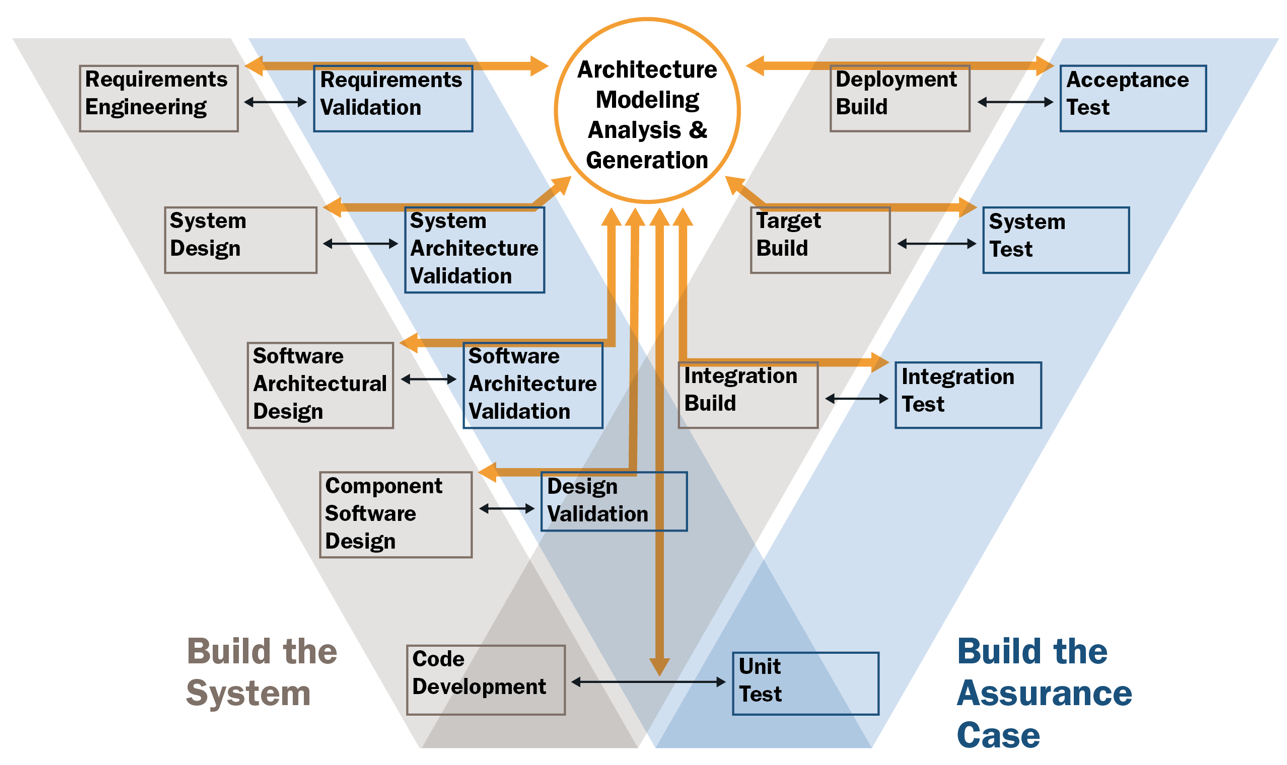 Architecture
Modeling
Analysis &
Generation
Requirements
Engineering
Requirements
Validation
Deployment
Build
Acceptance
Test
System
Design
System
Architecture
Validation
Target
Build
System
Test
Software
Architectural
Design
Software
Architecture
Validation
Integration
Build
Integration
Test
Component
Software
Design
Design
Validation
Code
Development
Unit
Test
Build the
System
Build the
Assurance
Case